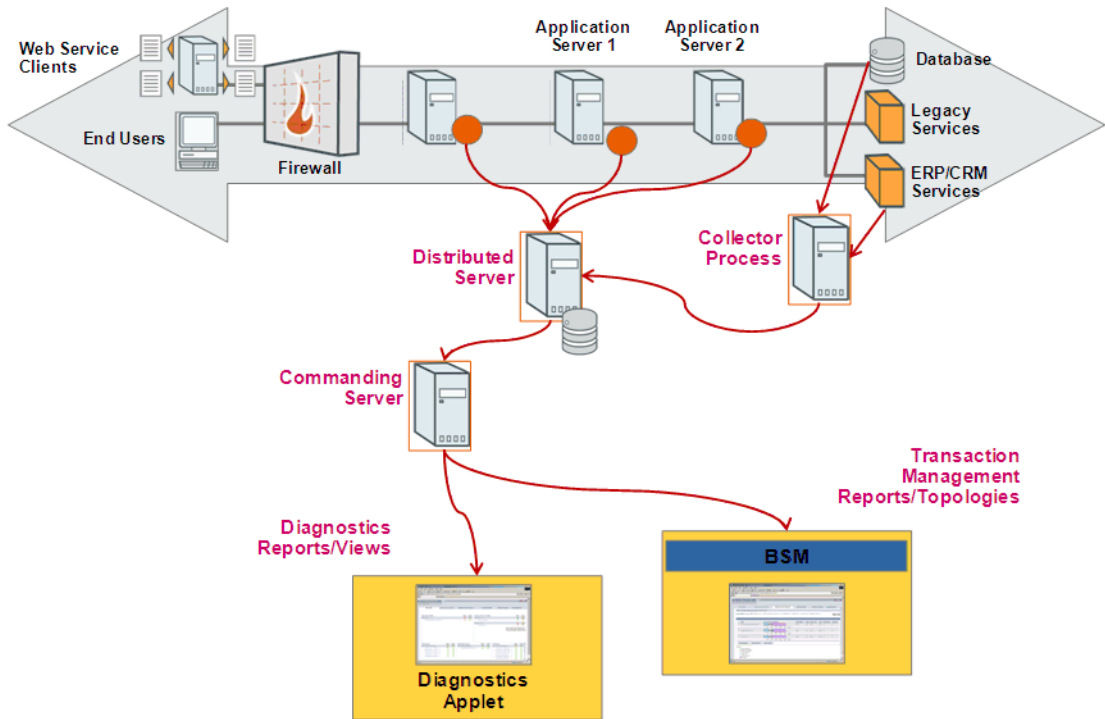 Web Service
Clients
End Users
Firewall
Application
Server 1
Application
Server 2
Database
Legacy
Services
ERP/CRM
Services
Distributed
Server
Collector
Process
Commanding
Server
Diagnostics
Reports/Views
Transaction
Management
Reports/Topologies
BSM
Diagnostics
Applet